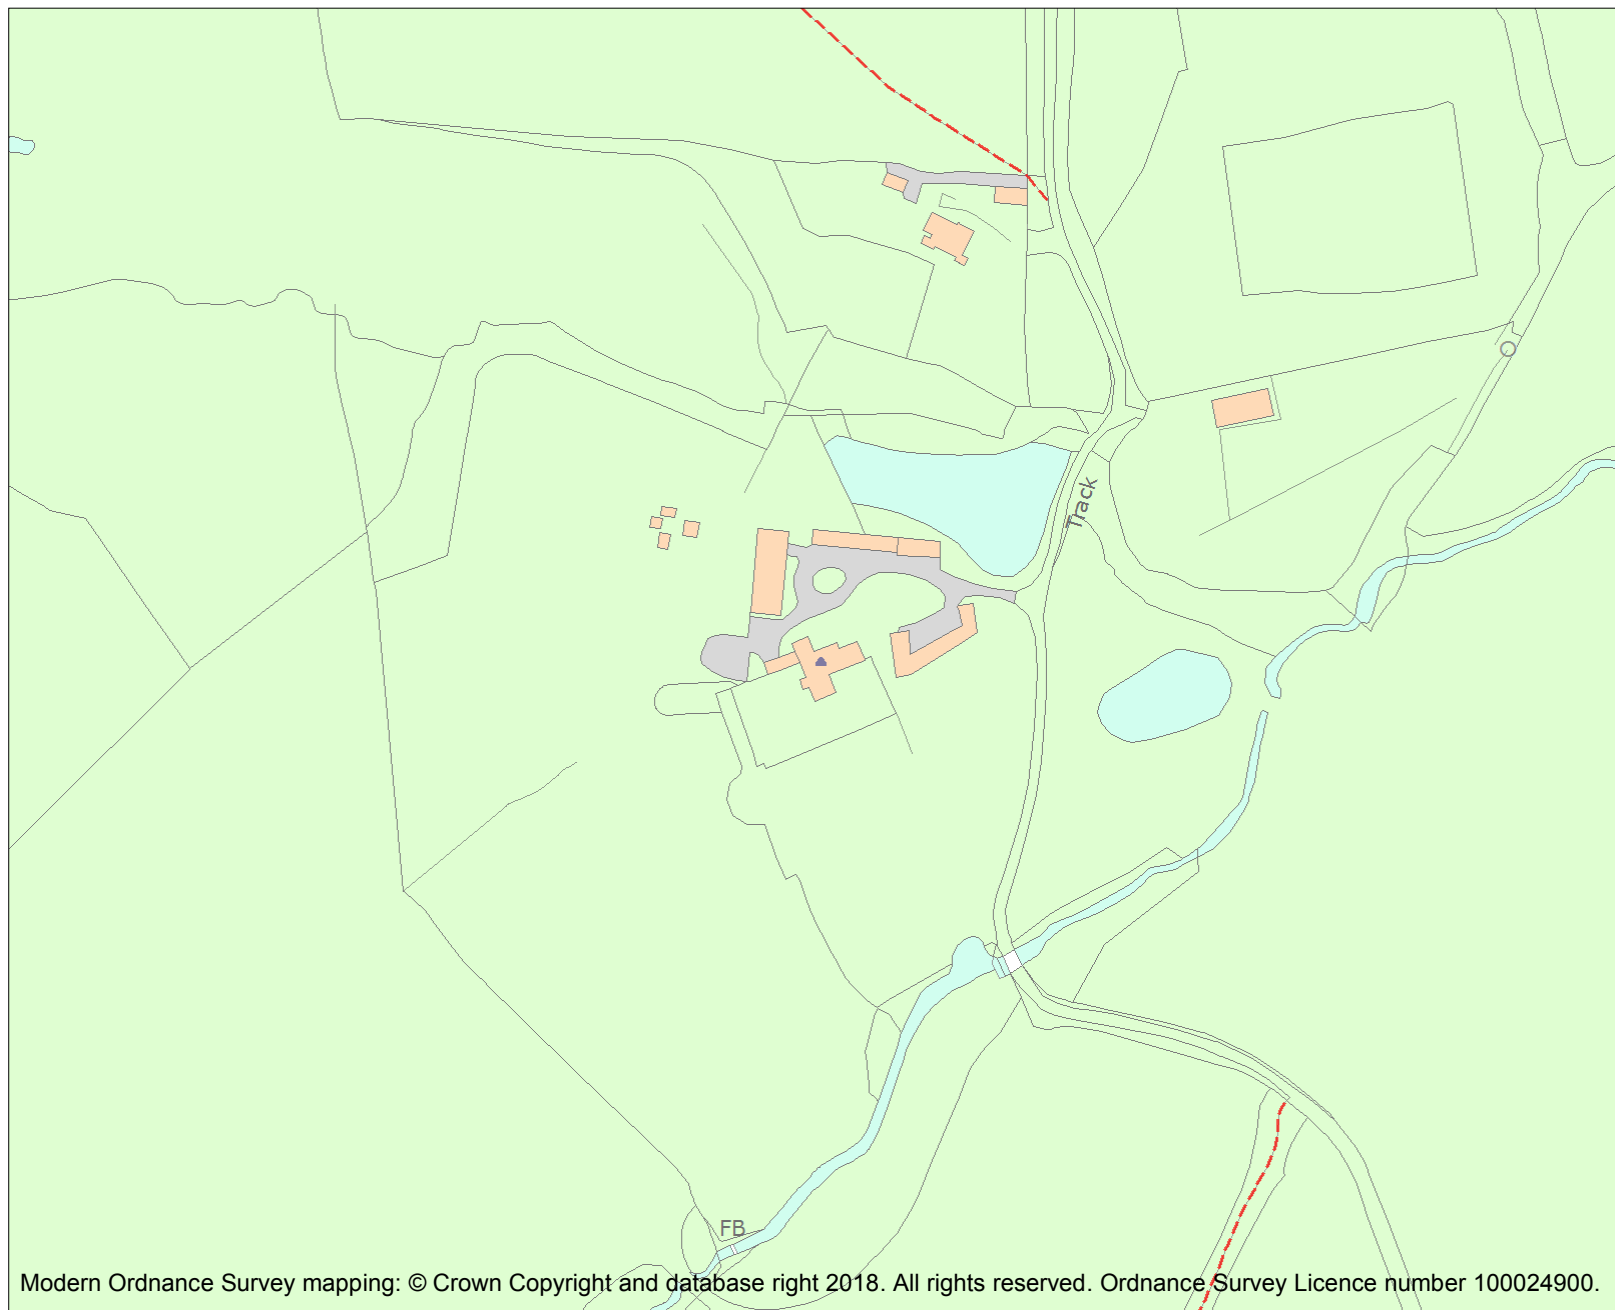 Track
FB
Modern Ordnance Survey mapping: © Crown Copyright and database right 2018. All rights reserved. Ordnance Survey Licence number 100024900.